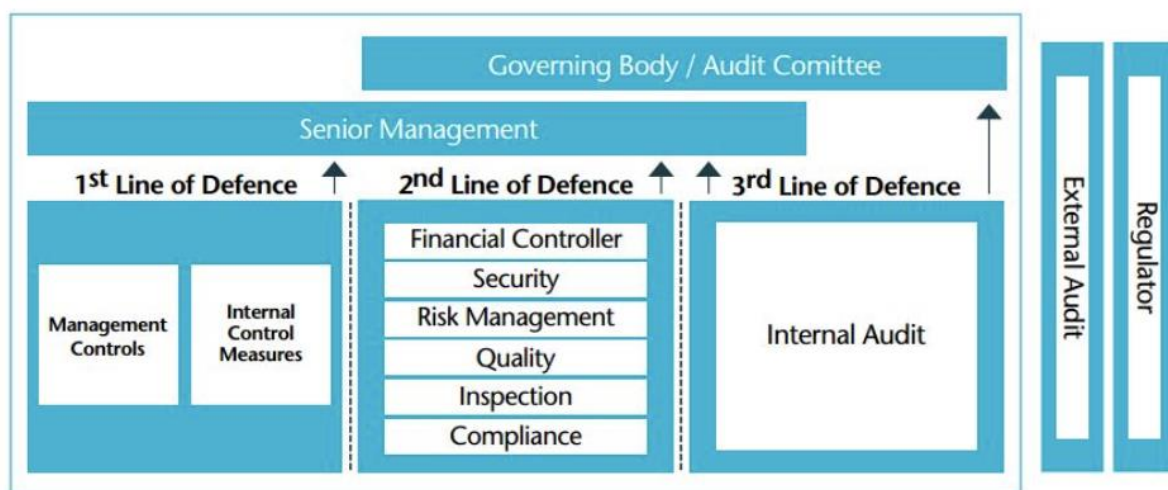 Governing Body / Audit Comittee
Senior Management
1st Line of Defence
2nd Line of Defence
3rd Line of Defence
Management
Controls
Internal
Control
Measures
Financial Controller
Security
Risk Management
Quality
Inspection
Compliance
Internal Audit
External Audit
Regulator